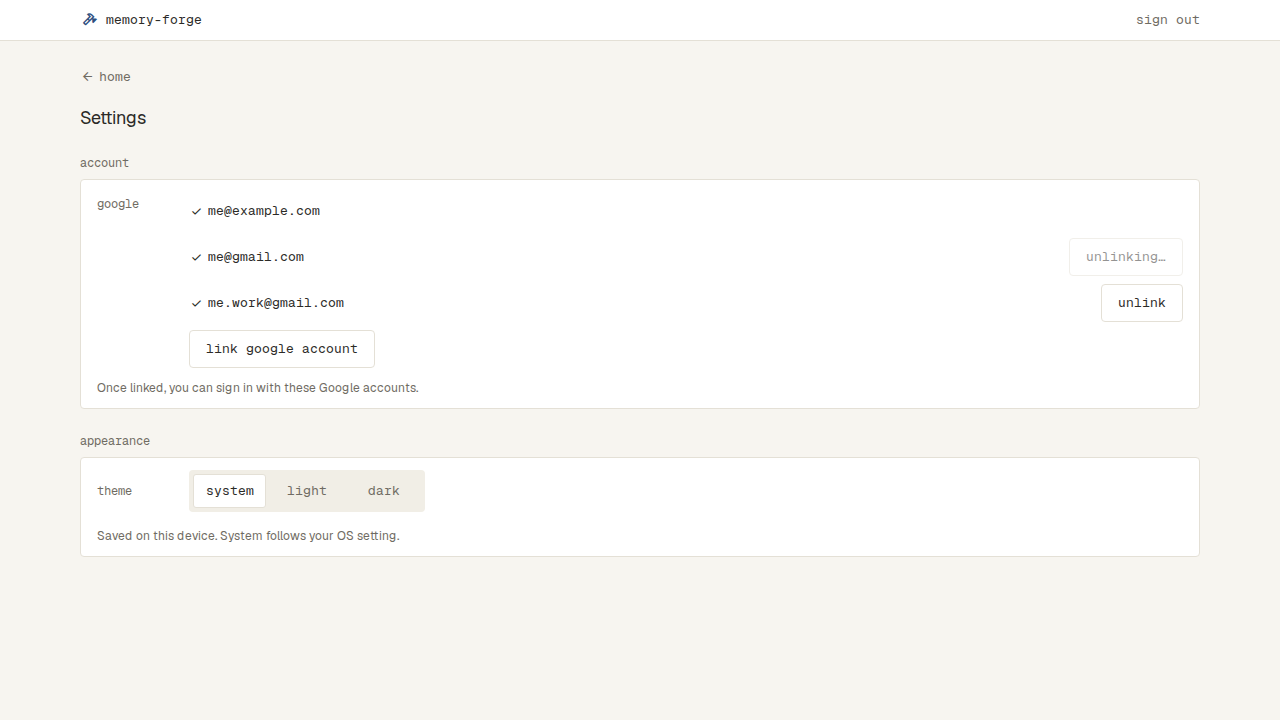 memory-forge
sign out
← home
Settings
account
google
✓ me@example.com
✓ me@gmail.com
unlinking…
✓ me.work@gmail.com
unlink
link google account
Once linked, you can sign in with these Google accounts.
appearance
theme
system light dark
Saved on this device. System follows your OS setting.